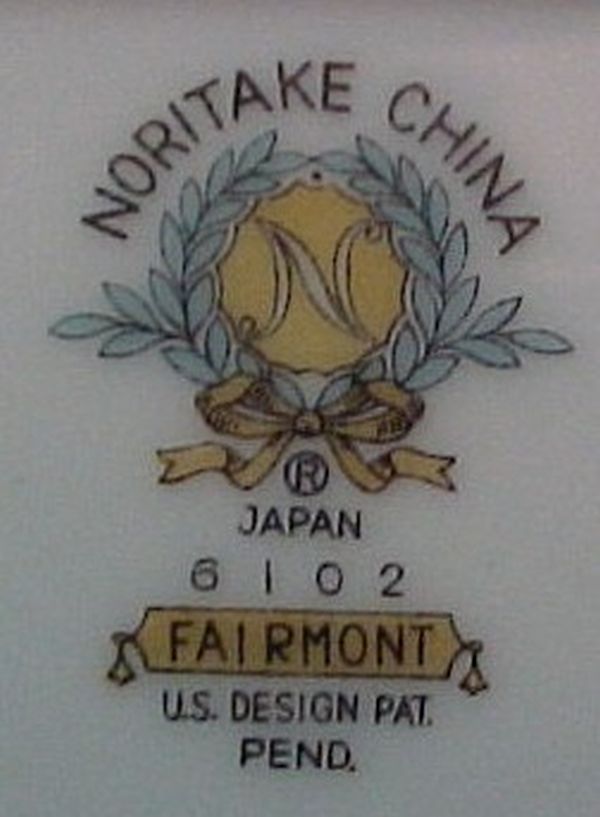 NORITAKE CHINA
N
®
JAPAN
6102
FAIRMONT
U.S. DESIGN PAT.
PEND.